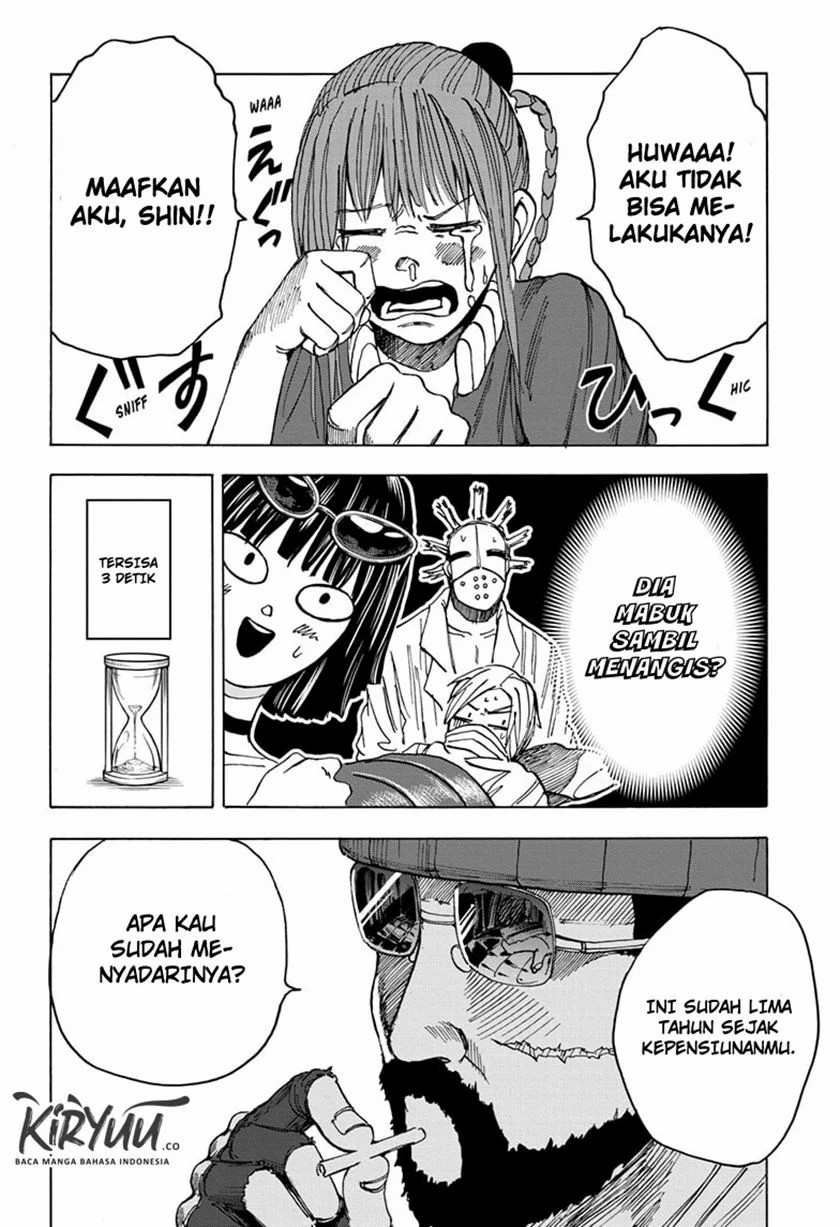 HUWAAA!
AKU TIDAK
BISA ME-
LAKUKANYA!
WAAA
えぐっ
MAAFKAN
AKU, SHIN!!
ひっく
HIC
ぐす
SNIFF
DIA
MABUK
SAMBIL
MENANGIS?
TERSISA
3 DETIK
APA KAU
SUDAH ME-
NYADARINYA?
INI SUDAH LIMA
TAHUN SEJAK
KEPENSIUNANMU.
KIRYUU.CO
BACA MANGA BAHASA INDONESIA